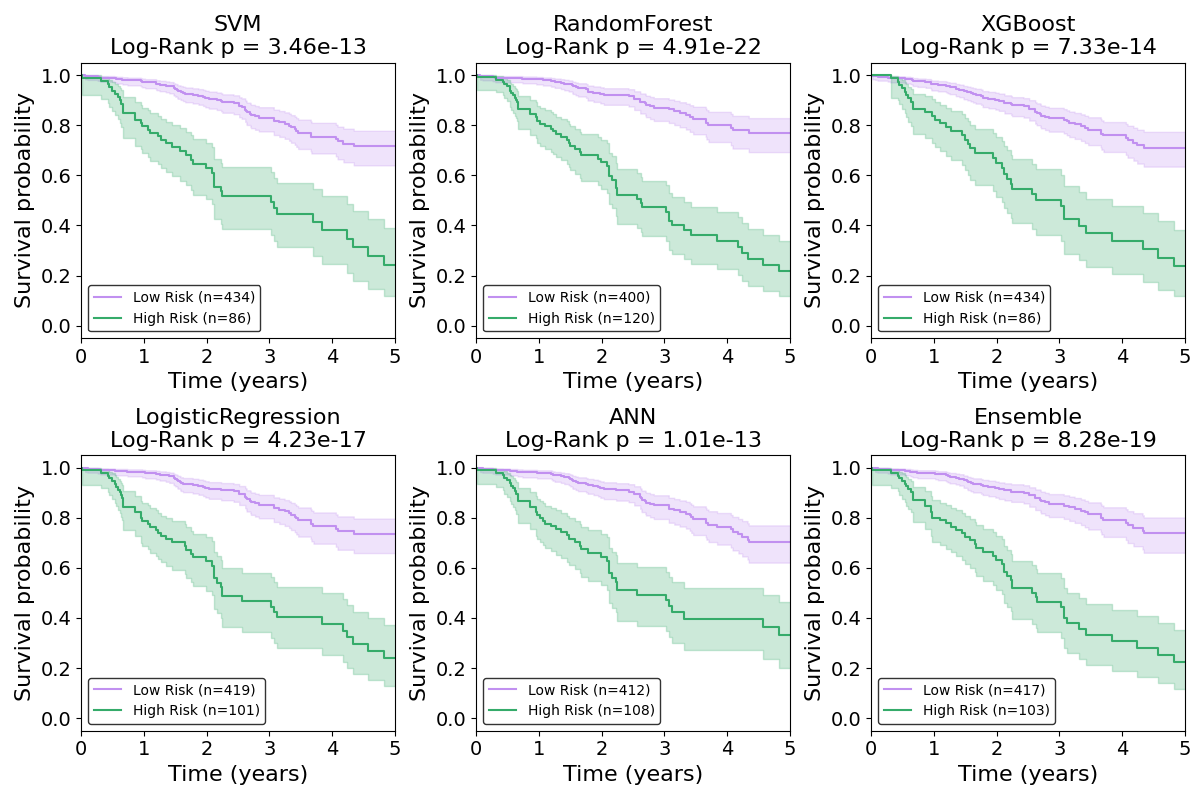 SVM
Log-Rank p = 3.46e-13
Survival probability
1.0
0.8
0.6
0.4
0.2
0.0
Low Risk (n=434)
High Risk (n=86)
0 1 2 3 4 5
Time (years)
RandomForest
Log-Rank p = 4.91e-22
Survival probability
1.0
0.8
0.6
0.4
0.2
0.0
Low Risk (n=400)
High Risk (n=120)
0 1 2 3 4 5
Time (years)
XGBoost
Log-Rank p = 7.33e-14
Survival probability
1.0
0.8
0.6
0.4
0.2
0.0
Low Risk (n=434)
High Risk (n=86)
0 1 2 3 4 5
Time (years)
LogisticRegression
Log-Rank p = 4.23e-17
Survival probability
1.0
0.8
0.6
0.4
0.2
0.0
Low Risk (n=419)
High Risk (n=101)
0 1 2 3 4 5
Time (years)
ANN
Log-Rank p = 1.01e-13
Survival probability
1.0
0.8
0.6
0.4
0.2
0.0
Low Risk (n=412)
High Risk (n=108)
0 1 2 3 4 5
Time (years)
Ensemble
Log-Rank p = 8.28e-19
Survival probability
1.0
0.8
0.6
0.4
0.2
0.0
Low Risk (n=417)
High Risk (n=103)
0 1 2 3 4 5
Time (years)